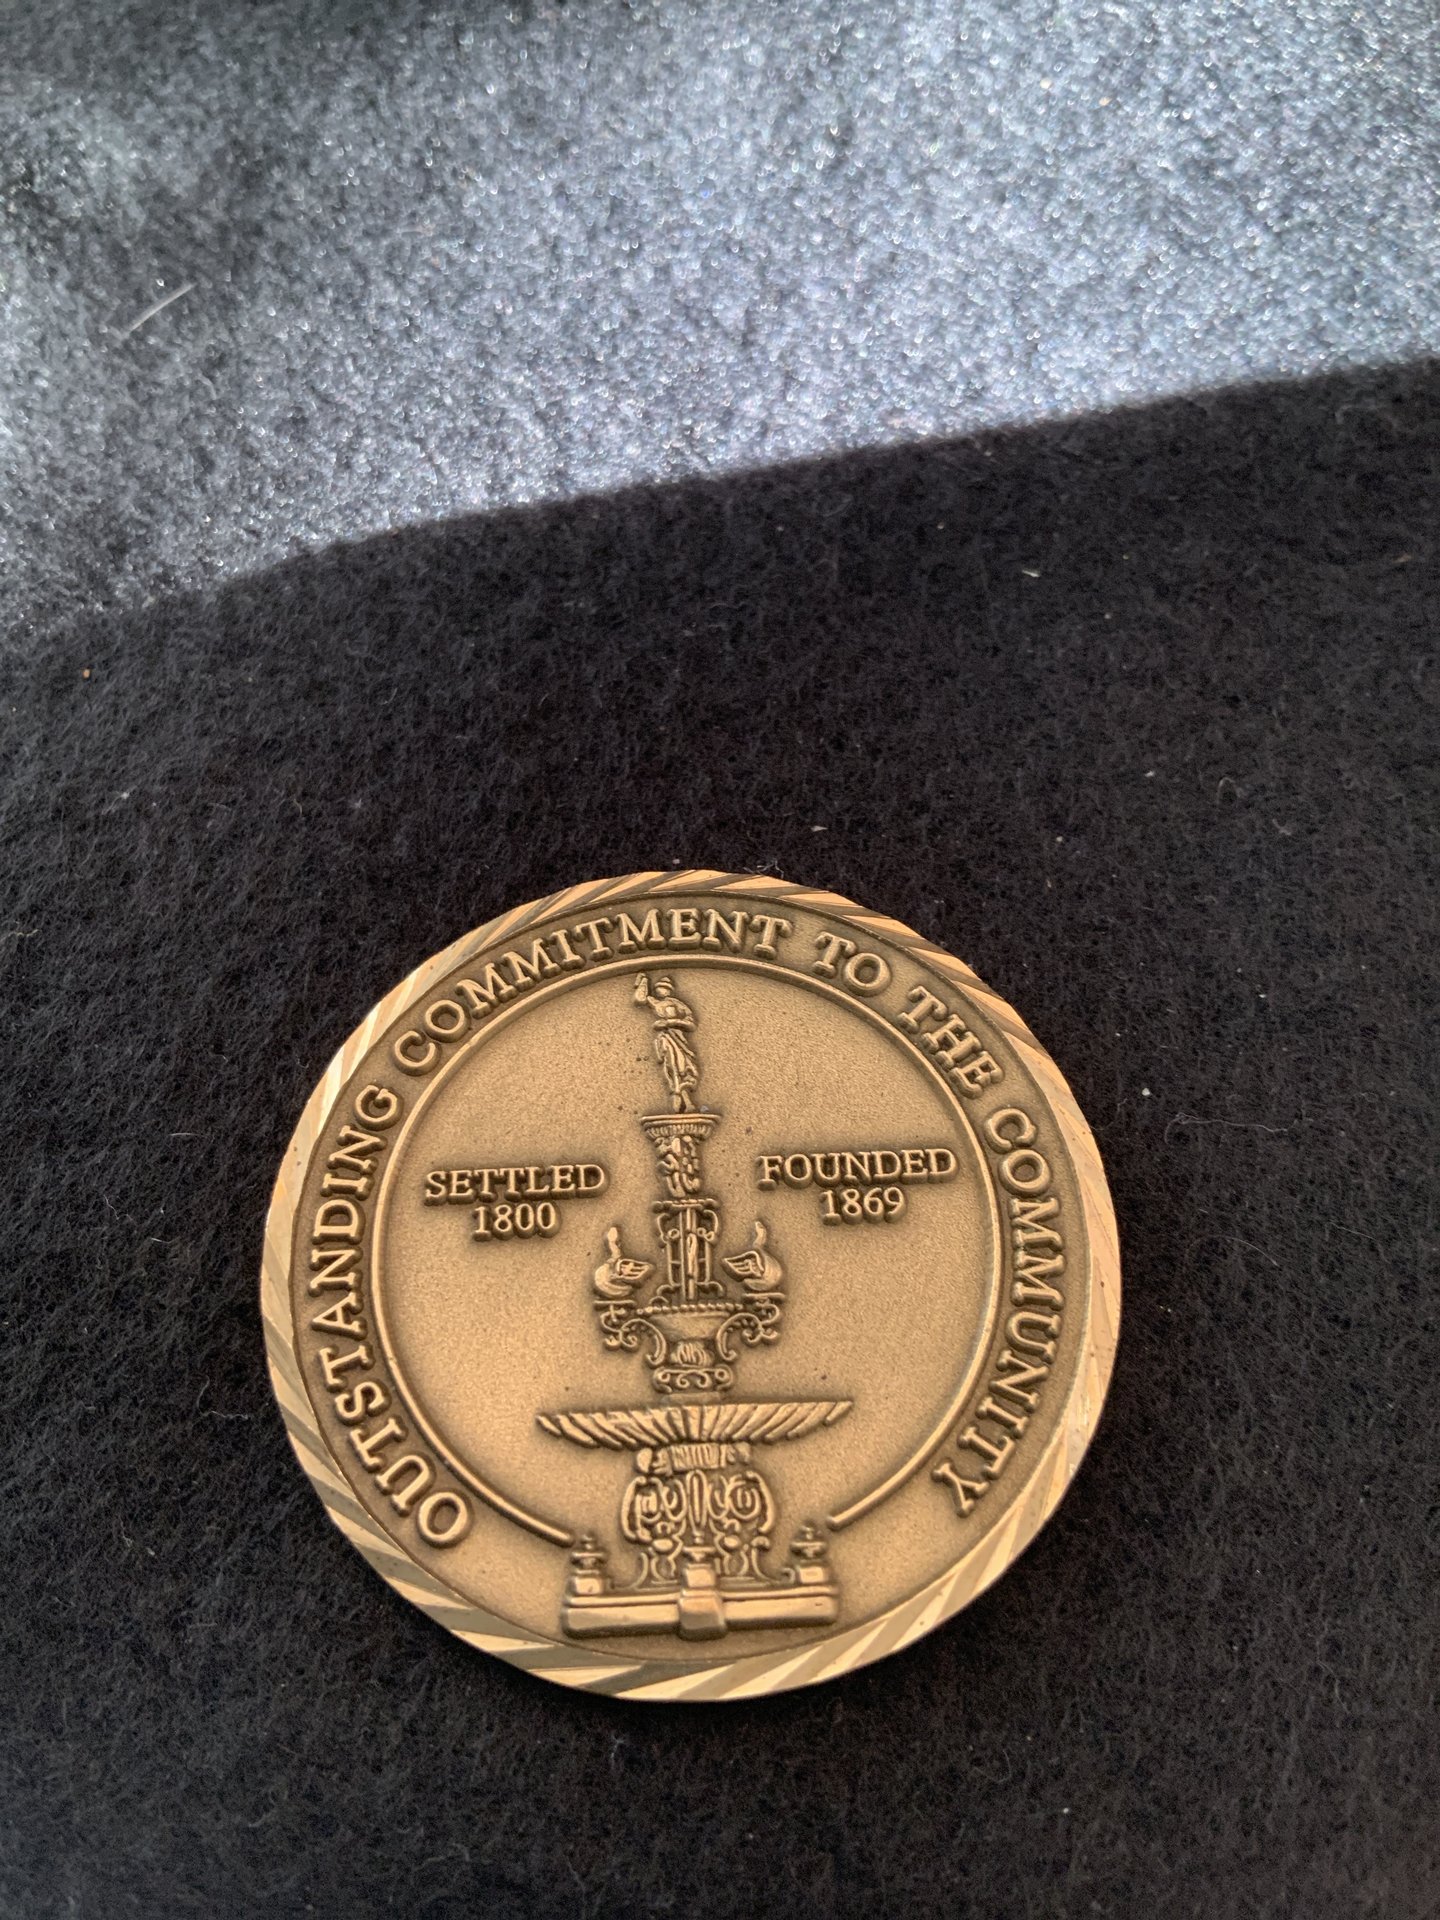 OUTSTANDING COMMITMENT TO THE COMMUNITY
SETTLED
1800
FOUNDED
1869